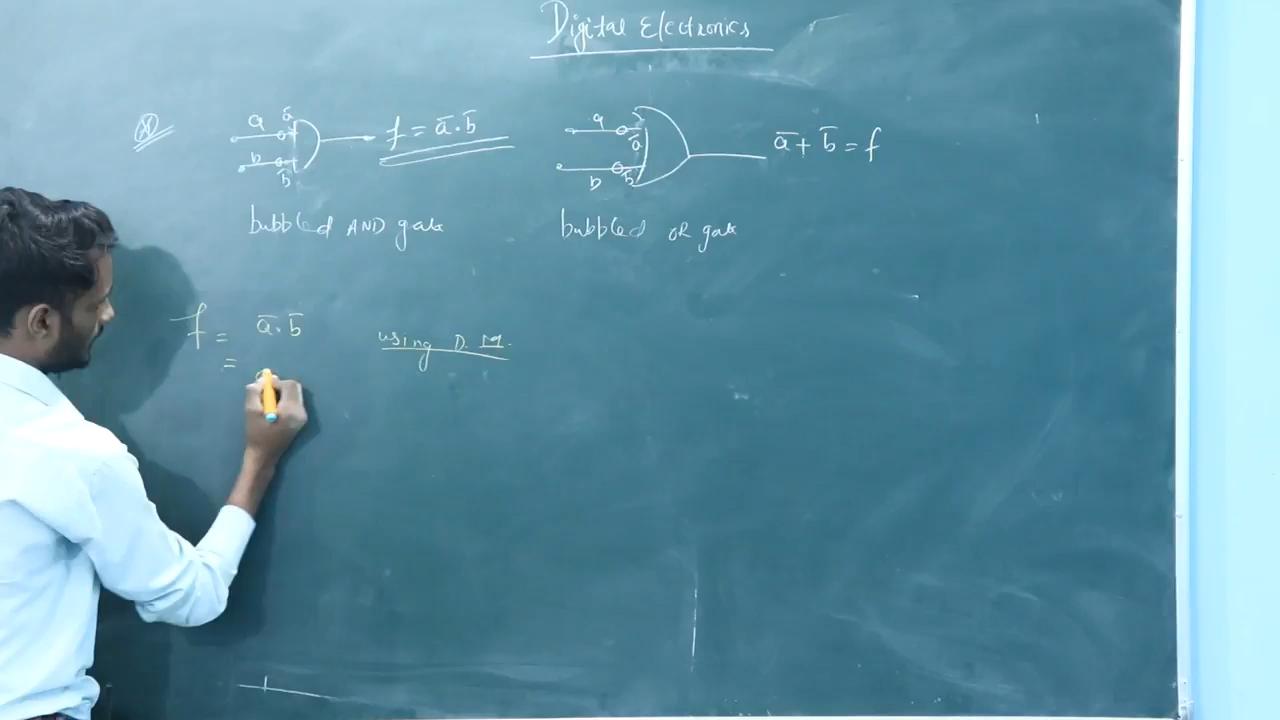 Digital Electronics
a ā b b̄ f = ā.b̄
a ā b b̄ ā + b̄ = f
bubbled AND gate
bubbled OR gate
f = ā.b̄ using D.M.
=